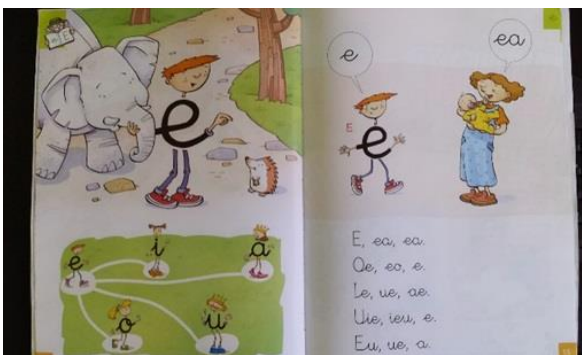 E
e
e
i
a
o
u
e
ea
E
e
E, ea, ea.
Oe, eo, e.
Ie, ue, ae.
Uie, ieu, e.
Eu, ue, a.